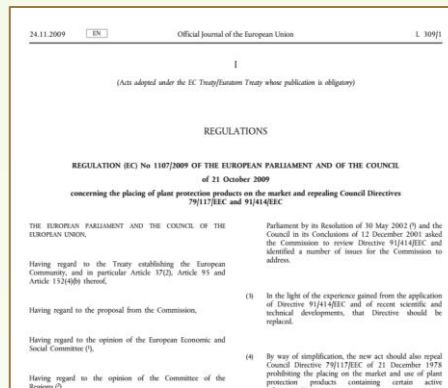 24.11.2009
EN
Official Journal of the European Union
L 309/1
I
(Acts adopted under the EC Treaty/Euratom Treaty whose publication is obligatory)
REGULATIONS
REGULATION (EC) No 1107/2009 OF THE EUROPEAN PARLIAMENT AND OF THE COUNCIL
of 21 October 2009
concerning the placing of plant protection products on the market and repealing Council Directives
79/117/EEC and 91/414/EEC
THE EUROPEAN PARLIAMENT AND THE COUNCIL OF THE
EUROPEAN UNION,
Having regard to the Treaty establishing the European
Community, and in particular Article 37(2), Article 95 and
Article 152(4)(b) thereof,
Having regard to the proposal from the Commission,
Having regard to the opinion of the European Economic and
Social Committee (1),
Having regard to the opinion of the Committee of the
Regions (2),
Parliament by its Resolution of 30 May 2002 (5) and the
Council in its Conclusions of 12 December 2001 asked
the Commission to review Directive 91/414/EEC and
identified a number of issues for the Commission to
address.
(3) In the light of the experience gained from the application
of Directive 91/414/EEC and of recent scientific and
technical developments, that Directive should be
replaced.
(4) By way of simplification, the new act should also repeal
Council Directive 79/117/EEC of 21 December 1978
prohibiting the placing on the market and use of plant
protection products containing certain active